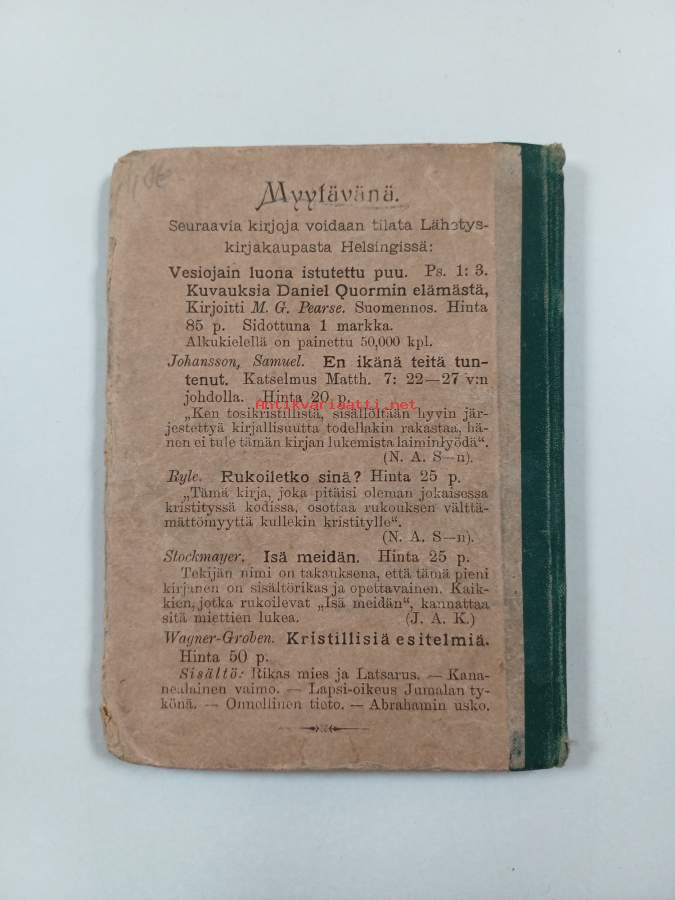 Myytävänä.
Seuraavia kirjoja voidaan tilata Lähetys-
kirjakaupasta Helsingissä:
Vesiojain luona istutettu puu. Ps. 1: 3.
Kuvauksia Daniel Quormin elämästä,
Kirjoitti M. G. Pearse. Suomennos. Hinta
85 p. Sidottuna 1 markka.
Alkukielellä on painettu 50,000 kpl.
Johansson, Samuel. En ikänä teitä tun-
tenut. Katselmus Matth. 7: 22—27 v:n
johdolla. Hinta 20 p.
Antikvariaatti.net
„Ken tosikristillistä, sisällöltään hyvin jär-
jestettyä kirjallisuutta todellakin rakastaa, hä-
nen ei tule tämän kirjan lukemista laiminlyödä“.
(N. A. S—n).
Ryle. Rukoiletko sinä? Hinta 25 p.
„Tämä kirja, joka pitäisi oleman jokaisessa
kristityssä kodissa, osottaa rukouksen välttä-
mättömyyttä kullekin kristitylle“.
(N. A. S—n).
Stockmayer. Isä meidän. Hinta 25 p.
Tekijän nimi on takauksena, että tämä pieni
kirjanen on sisältörikas ja opettavainen. Kaik-
kien, jotka rukoilevat „Isä meidän“, kannattaa
sitä miettien lukea. (J. A. K.)
Wagner-Groben. Kristillisiä esitelmiä.
Hinta 50 p.
Sisältö: Rikas mies ja Latsarus. — Kana-
nealainen vaimo. — Lapsi-oikeus Jumalan ty-
könä. — Onnellinen tieto. — Abrahamin usko.